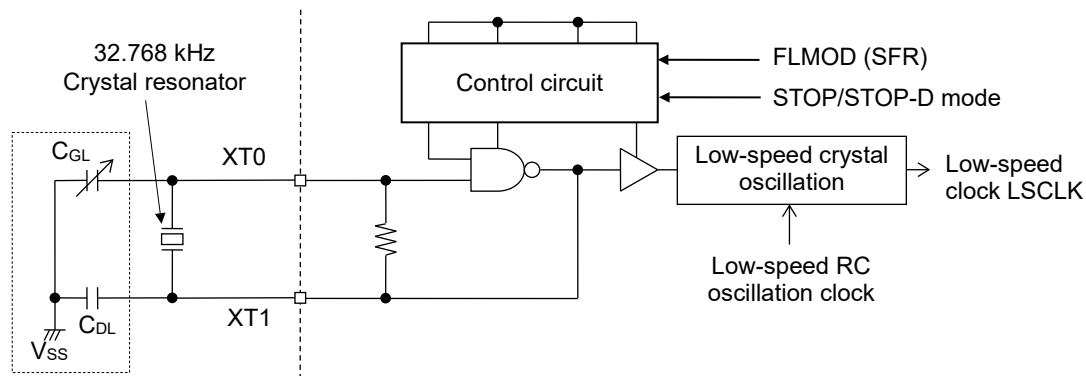 32.768 kHz
Crystal resonator
Control circuit
FLMOD (SFR)
STOP/STOP-D mode
CGL
XT0
Low-speed crystal
oscillation
Low-speed
clock LSCLK
Low-speed RC
oscillation clock
XT1
CDL
VSS